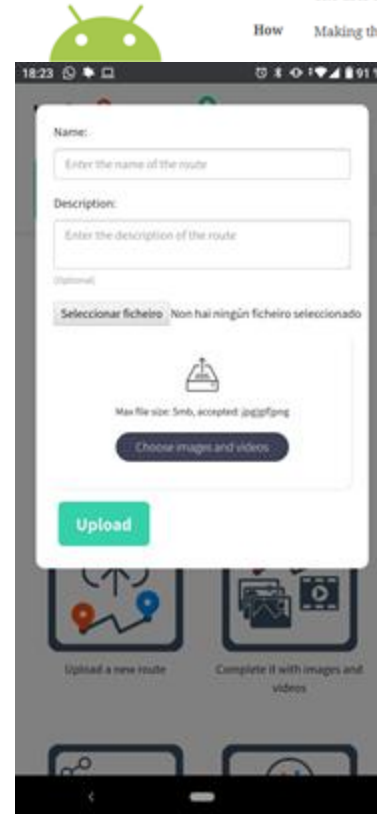 How Making th
18:23
91
Name:
Enter the name of the route
Description:
Enter the description of the route
(Optional)
Seleccionar ficheiro Non hai ningún ficheiro seleccionado
Max file size: 5mb, accepted: jpg|gif|png
Choose images and videos
Upload
Upload a new route
Complete it with images and
videos